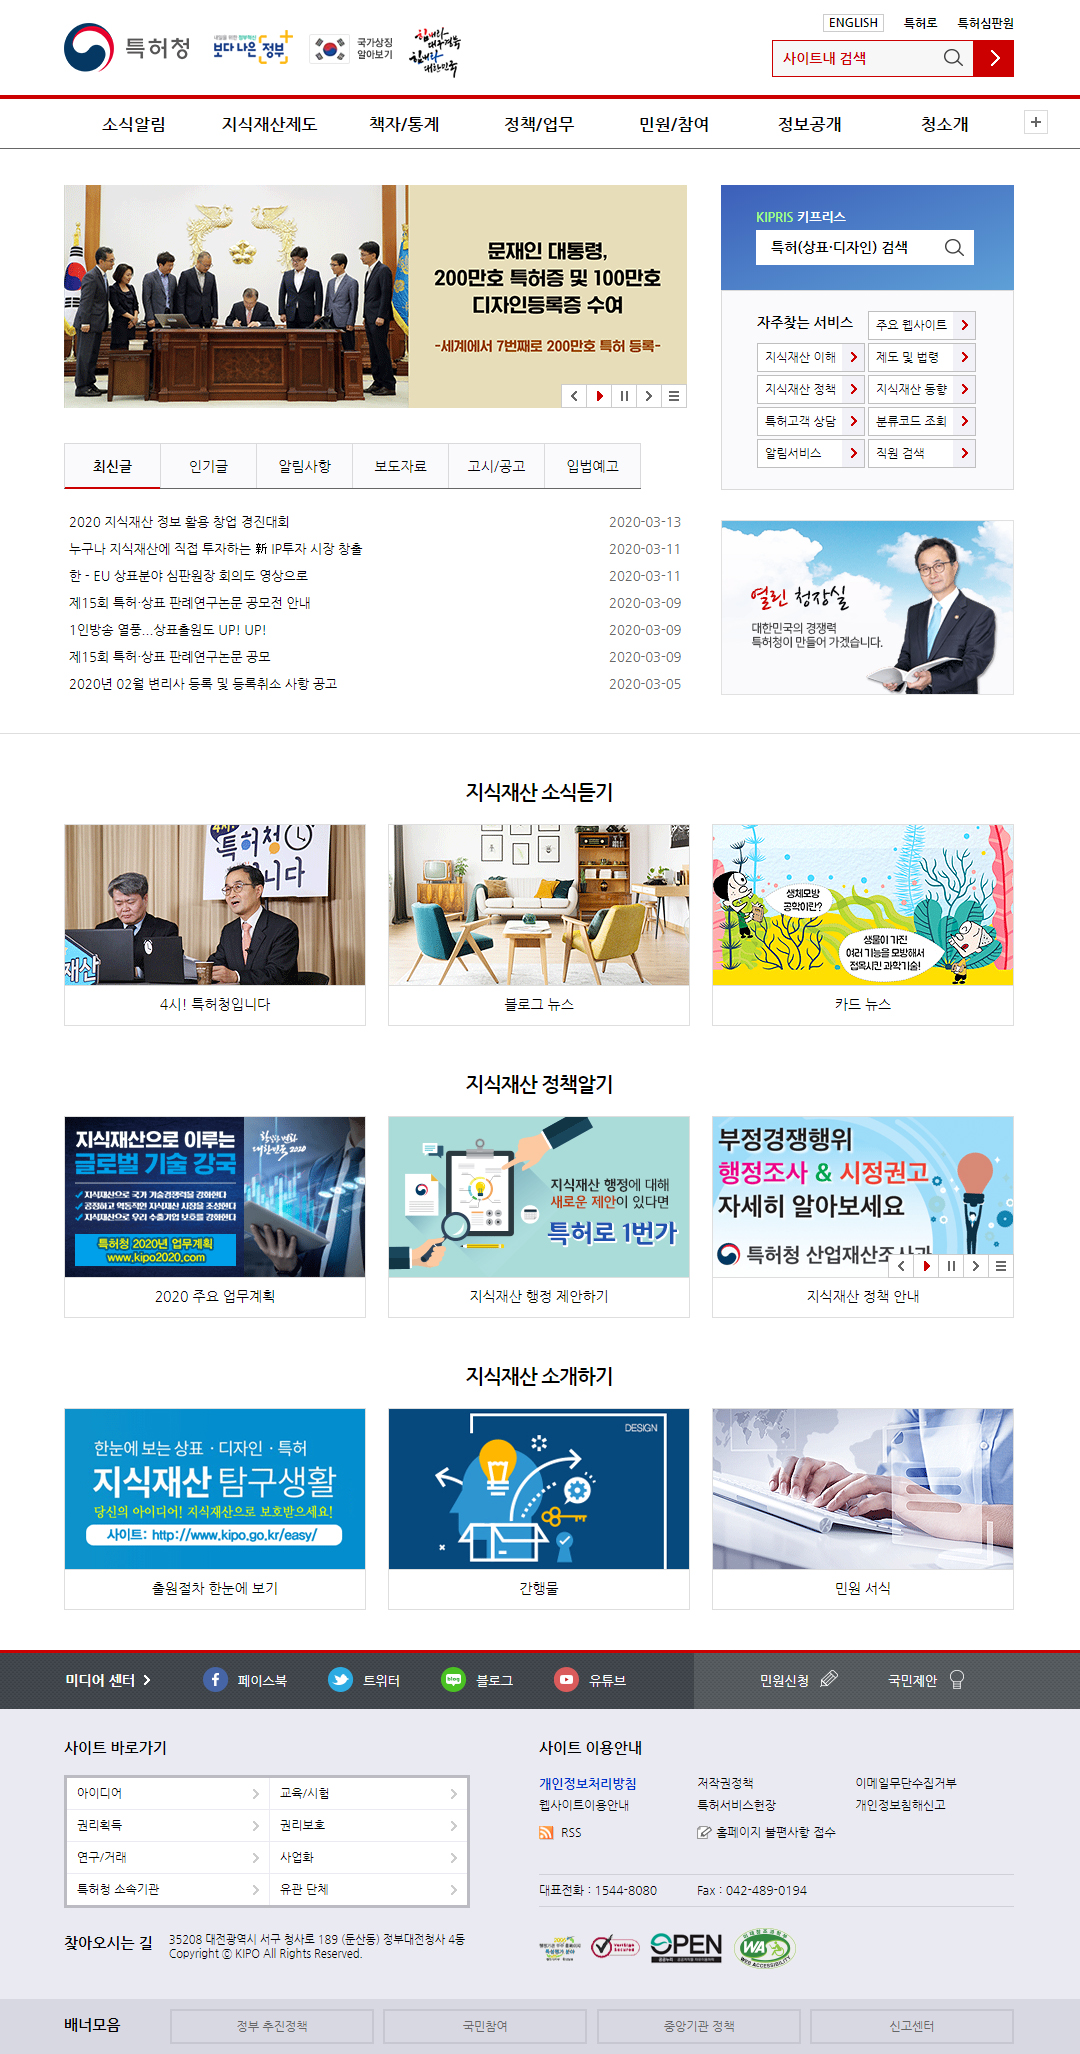 ENGLISH 특허로 특허심판원
특허청
내일을 위한 정부혁신
보다 나은 정부
국가상징
알아보기
힘내라 대구경북
힘내라 대한민국
사이트내 검색
소식알림 지식재산제도 책자/통계 정책/업무 민원/참여 정보공개 청소개
문재인 대통령,
200만호 특허증 및 100만호
디자인등록증 수여
-세계에서 7번째로 200만호 특허 등록-
KIPRIS 키프리스
특허(상표·디자인) 검색
자주찾는 서비스 주요 웹사이트
지식재산 이해 제도 및 법령
지식재산 정책 지식재산 동향
특허고객 상담 분류코드 조회
알림서비스 직원 검색
최신글 인기글 알림사항 보도자료 고시/공고 입법예고
2020 지식재산 정보 활용 창업 경진대회 2020-03-13
누구나 지식재산에 직접 투자하는 新 IP투자 시장 창출 2020-03-11
한 - EU 상표분야 심판원장 회의도 영상으로 2020-03-11
제15회 특허·상표 판례연구논문 공모전 안내 2020-03-09
1인방송 열풍...상표출원도 UP! UP! 2020-03-09
제15회 특허·상표 판례연구논문 공모 2020-03-09
2020년 02월 변리사 등록 및 등록취소 사항 공고 2020-03-05
열린 청장실
대한민국의 경쟁력
특허청이 만들어 가겠습니다.
지식재산 소식듣기
4시!
특허청
니다
재산
생체모방
공학이란?
생물이 가진
여러 기능을 모방해서
접목시킨 과학기술!
4시! 특허청입니다 블로그 뉴스 카드 뉴스
지식재산 정책알기
지식재산으로 이루는
글로벌 기술 강국
지식재산으로 국가 기술경쟁력을 강화한다
공정하고 역동적인 지식재산 시장을 조성한다
지식재산으로 우리 수출기업 보호를 강화한다
특허청 2020년 업무계획
www.kipo2020.com
확실한 변화
대한민국 2020
지식재산 행정에 대해
새로운 제안이 있다면
특허로 1번가
부정경쟁행위
행정조사 & 시정권고
자세히 알아보세요
특허청 산업재산조사과
2020 주요 업무계획 지식재산 행정 제안하기 지식재산 정책 안내
지식재산 소개하기
한눈에 보는 상표 · 디자인 · 특허
지식재산 탐구생활
당신의 아이디어! 지식재산으로 보호받으세요!
사이트: http://www.kipo.go.kr/easy/
DESIGN
출원절차 한눈에 보기 간행물 민원 서식
미디어 센터 페이스북 트위터 블로그 유튜브 민원신청 국민제안
사이트 바로가기
아이디어 교육/시험
권리획득 권리보호
연구/거래 사업화
특허청 소속기관 유관 단체
사이트 이용안내
개인정보처리방침 저작권정책 이메일무단수집거부
웹사이트이용안내 특허서비스헌장 개인정보침해신고
RSS 홈페이지 불편사항 접수
대표전화 : 1544-8080 Fax : 042-489-0194
찾아오시는 길
35208 대전광역시 서구 청사로 189 (둔산동) 정부대전청사 4동
Copyright ⓒ KIPO All Rights Reserved.
OPEN
WA
WEB ACCESSIBILITY
배너모음 정부 추진정책 국민참여 중앙기관 정책 신고센터